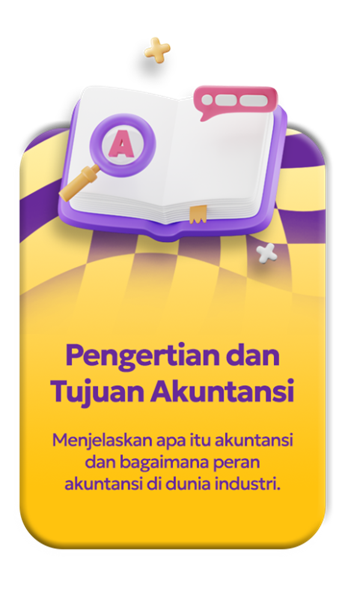 A
Pengertian dan
Tujuan Akuntansi
Menjelaskan apa itu akuntansi
dan bagaimana peran
akuntansi di dunia industri.